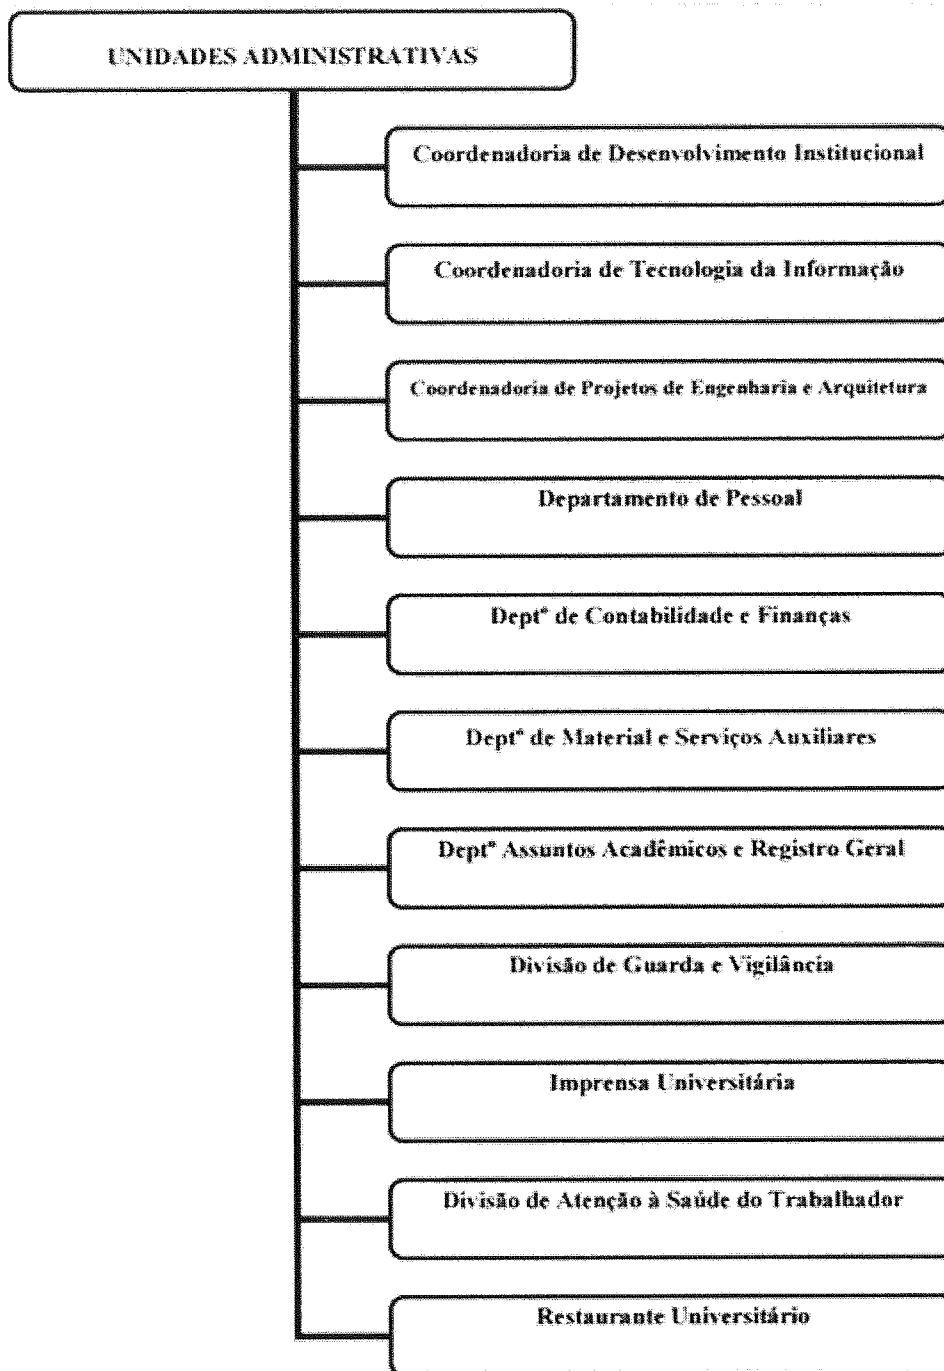 UNIDADES ADMINISTRATIVAS
Coordenadoria de Desenvolvimento Institucional
Coordenadoria de Tecnologia da Informação
Coordenadoria de Projetos de Engenharia e Arquitetura
Departamento de Pessoal
Deptº de Contabilidade e Finanças
Deptº de Material e Serviços Auxiliares
Deptº Assuntos Acadêmicos e Registro Geral
Divisão de Guarda e Vigilância
Imprensa Universitária
Divisão de Atenção à Saúde do Trabalhador
Restaurante Universitário